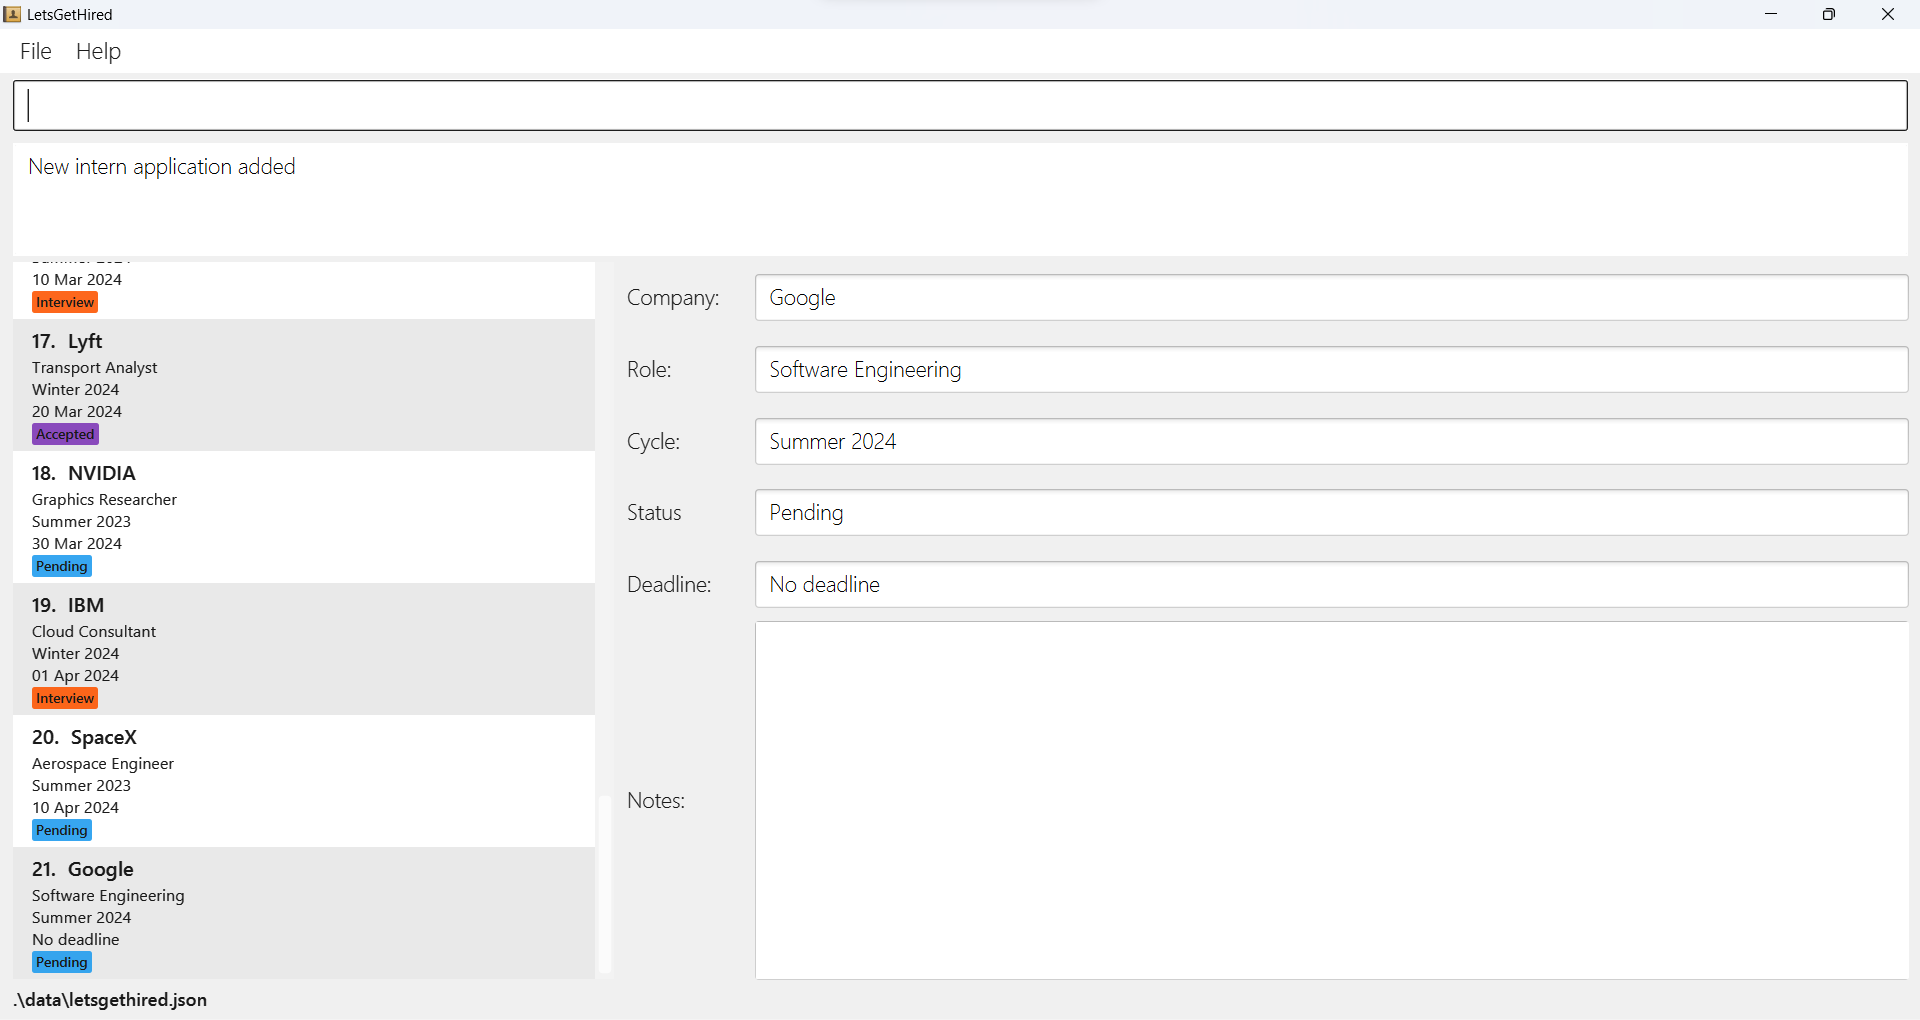 LetsGetHired
File Help
New intern application added
10 Mar 2024
Interview
17. Lyft
Transport Analyst
Winter 2024
20 Mar 2024
Accepted
18. NVIDIA
Graphics Researcher
Summer 2023
30 Mar 2024
Pending
19. IBM
Cloud Consultant
Winter 2024
01 Apr 2024
Interview
20. SpaceX
Aerospace Engineer
Summer 2023
10 Apr 2024
Pending
21. Google
Software Engineering
Summer 2024
No deadline
Pending
Company: Google
Role: Software Engineering
Cycle: Summer 2024
Status Pending
Deadline: No deadline
Notes:
.\data\letsgethired.json